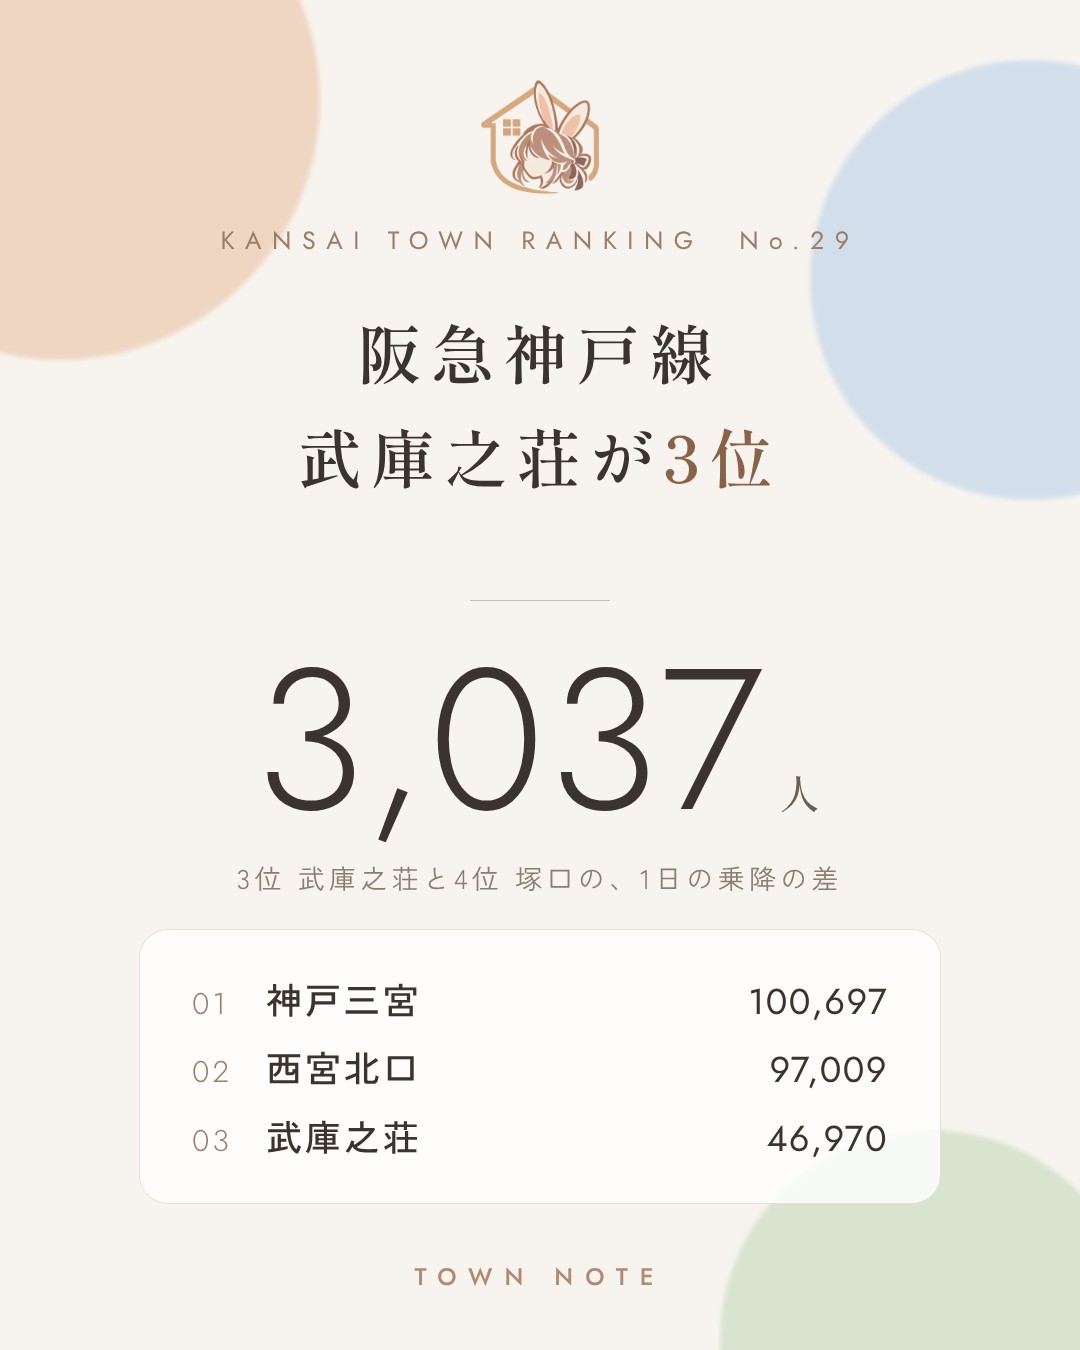 KANSAI TOWN RANKING No.29
阪急神戸線
武庫之荘が3位
3,037人
3位 武庫之荘と4位 塚口の、1日の乗降の差
01 神戸三宮 100,697
02 西宮北口 97,009
03 武庫之荘 46,970
TOWN NOTE